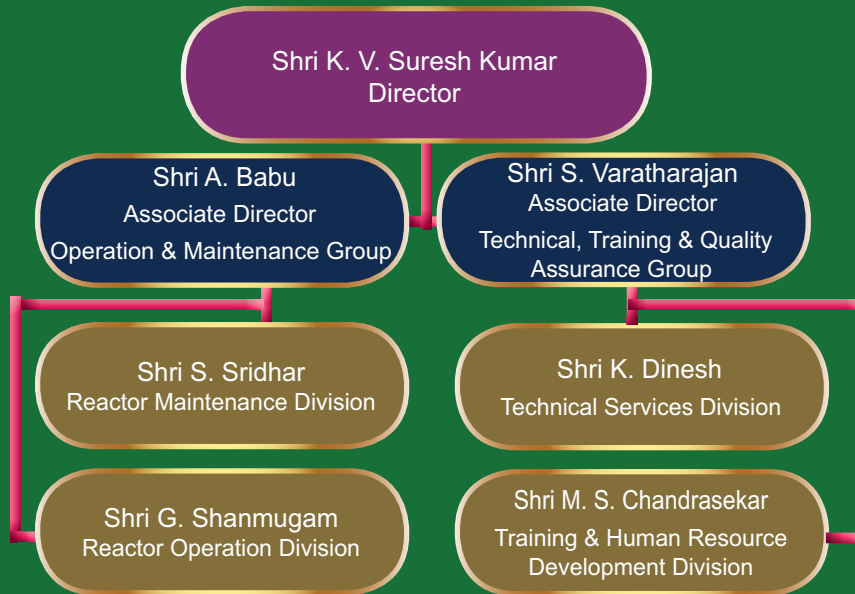 Shri K. V. Suresh Kumar
Director
Shri A. Babu
Associate Director
Operation & Maintenance Group
Shri S. Varatharajan
Associate Director
Technical, Training & Quality
Assurance Group
Shri S. Sridhar
Reactor Maintenance Division
Shri K. Dinesh
Technical Services Division
Shri G. Shanmugam
Reactor Operation Division
Shri M. S. Chandrasekar
Training & Human Resource
Development Division